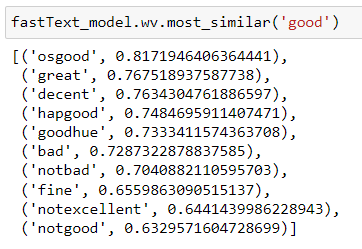 fastText_model.wv.most_similar('good')
[('osgood', 0.8171946406364441),
('great', 0.767518937587738),
('decent', 0.7634304761886597),
('hapgood', 0.7484695911407471),
('goodhue', 0.7333411574363708),
('bad', 0.7287322878837585),
('notbad', 0.7040882110595703),
('fine', 0.6559863090515137),
('notexcellent', 0.6441439986228943),
('notgood', 0.6329571604728699)]